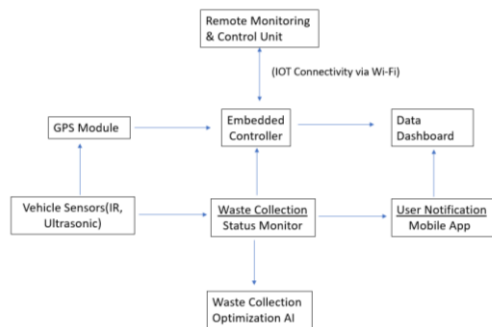 Remote Monitoring
& Control Unit
(IOT Connectivity via Wi-Fi)
GPS Module
Embedded
Controller
Data
Dashboard
Vehicle Sensors(IR,
Ultrasonic)
Waste Collection
Status Monitor
User Notification
Mobile App
Waste Collection
Optimization AI